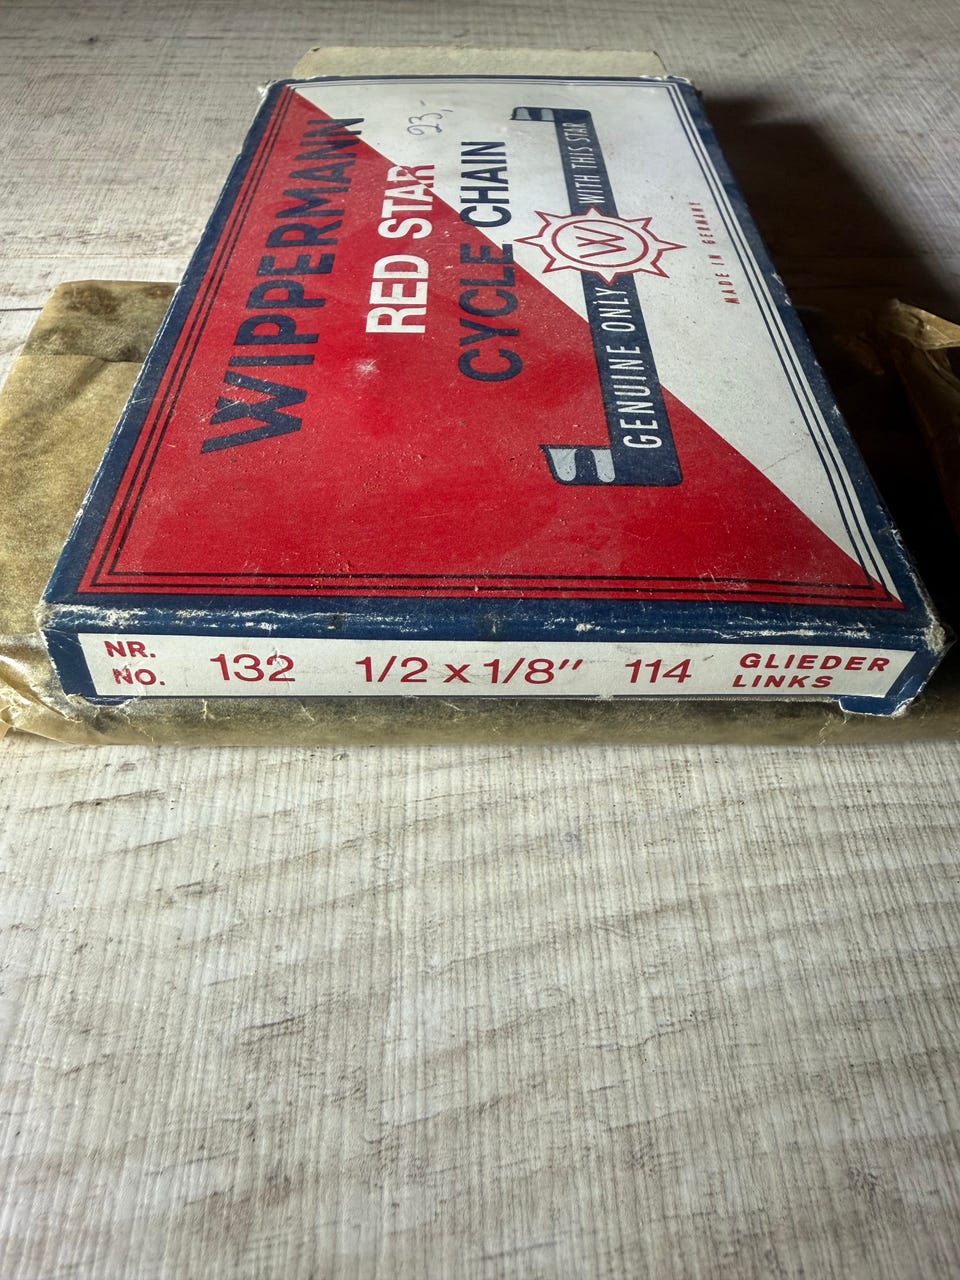 WIPPERMANN
RED STAR
23,-
CYCLE CHAIN
GENUINE ONLY W WITH THIS STAR
MADE IN GERMANY
NR. NO. 132 1/2 x 1/8" 114 GLIEDER LINKS